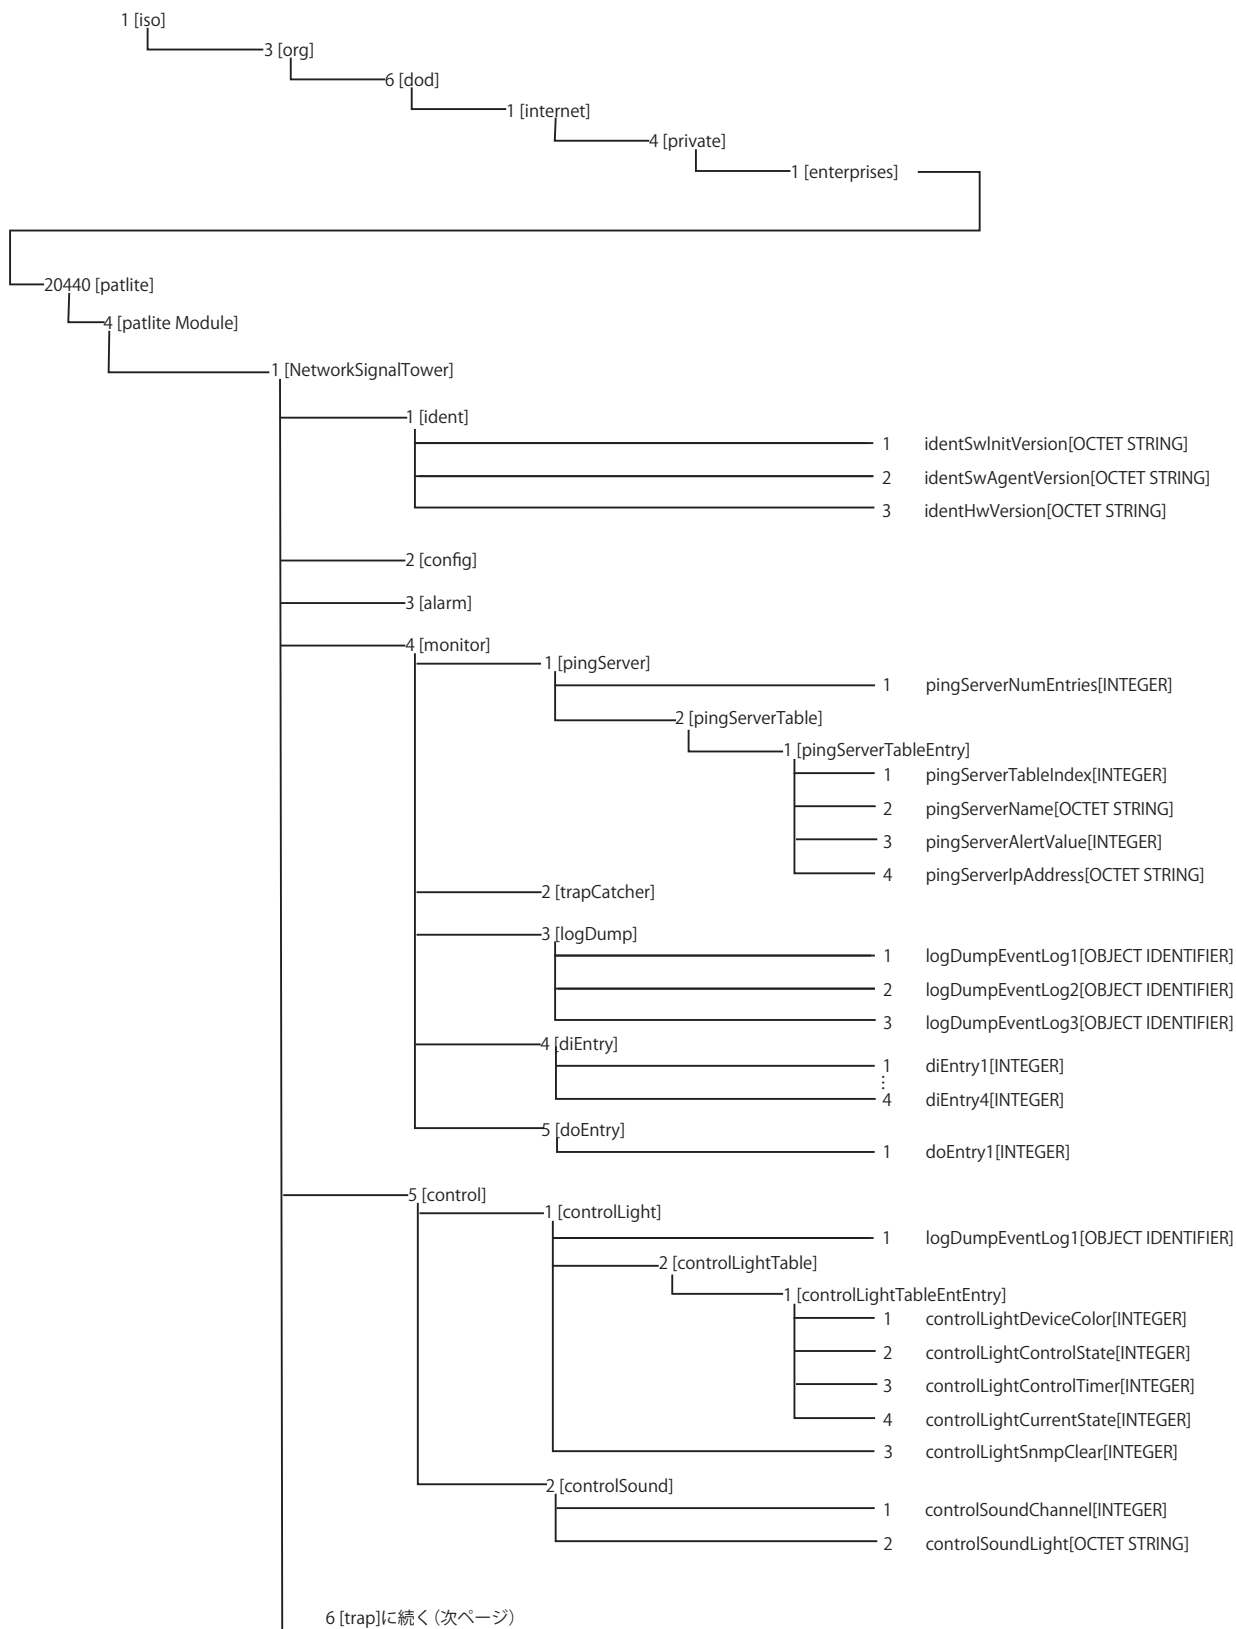 1 [iso]
3 [org]
6 [dod]
1 [internet]
4 [private]
1 [enterprises]
20440 [patlite]
4 [patlite Module]
1 [NetworkSignalTower]
1 [ident]
1 identSwInitVersion[OCTET STRING]
2 identSwAgentVersion[OCTET STRING]
3 identHwVersion[OCTET STRING]
2 [config]
3 [alarm]
4 [monitor]
1 [pingServer]
1 pingServerNumEntries[INTEGER]
2 [pingServerTable]
1 [pingServerTableEntry]
1 pingServerTableIndex[INTEGER]
2 pingServerName[OCTET STRING]
3 pingServerAlertValue[INTEGER]
4 pingServerIpAddress[OCTET STRING]
2 [trapCatcher]
3 [logDump]
1 logDumpEventLog1[OBJECT IDENTIFIER]
2 logDumpEventLog2[OBJECT IDENTIFIER]
3 logDumpEventLog3[OBJECT IDENTIFIER]
4 [diEntry]
1 diEntry1[INTEGER]
⋮
4 diEntry4[INTEGER]
5 [doEntry]
1 doEntry1[INTEGER]
5 [control]
1 [controlLight]
1 logDumpEventLog1[OBJECT IDENTIFIER]
2 [controlLightTable]
1 [controlLightTableEntEntry]
1 controlLightDeviceColor[INTEGER]
2 controlLightControlState[INTEGER]
3 controlLightControlTimer[INTEGER]
4 controlLightCurrentState[INTEGER]
3 controlLightSnmpClear[INTEGER]
2 [controlSound]
1 controlSoundChannel[INTEGER]
2 controlSoundLight[OCTET STRING]
6 [trap]に続く（次ページ）